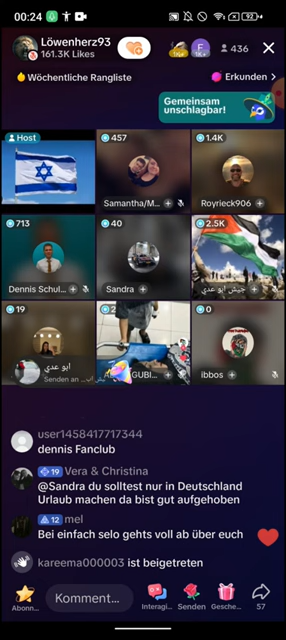 00:24
92
Löwenherz93
161.3K Likes
436
Wöchentliche Rangliste
Erkunden >
Gemeinsam
unschlagbar!
Host
457
Samantha/M...
1.4K
Royrieck906
713
Dennis Schul...
40
Sandra
2.5K
جيش ابو عدي
19
ابو عدي
Senden an
0
ibbos
user1458417717344
dennis Fanclub
19 Vera & Christina
@Sandra du solltest nur in Deutschland
Urlaub machen da bist gut aufgehoben
12 mel
Bei einfach selo gehts voll ab über euch
kareema000003 ist beigetreten
Abonn...
Komment...
Interagi...
Senden
Gesche...
57